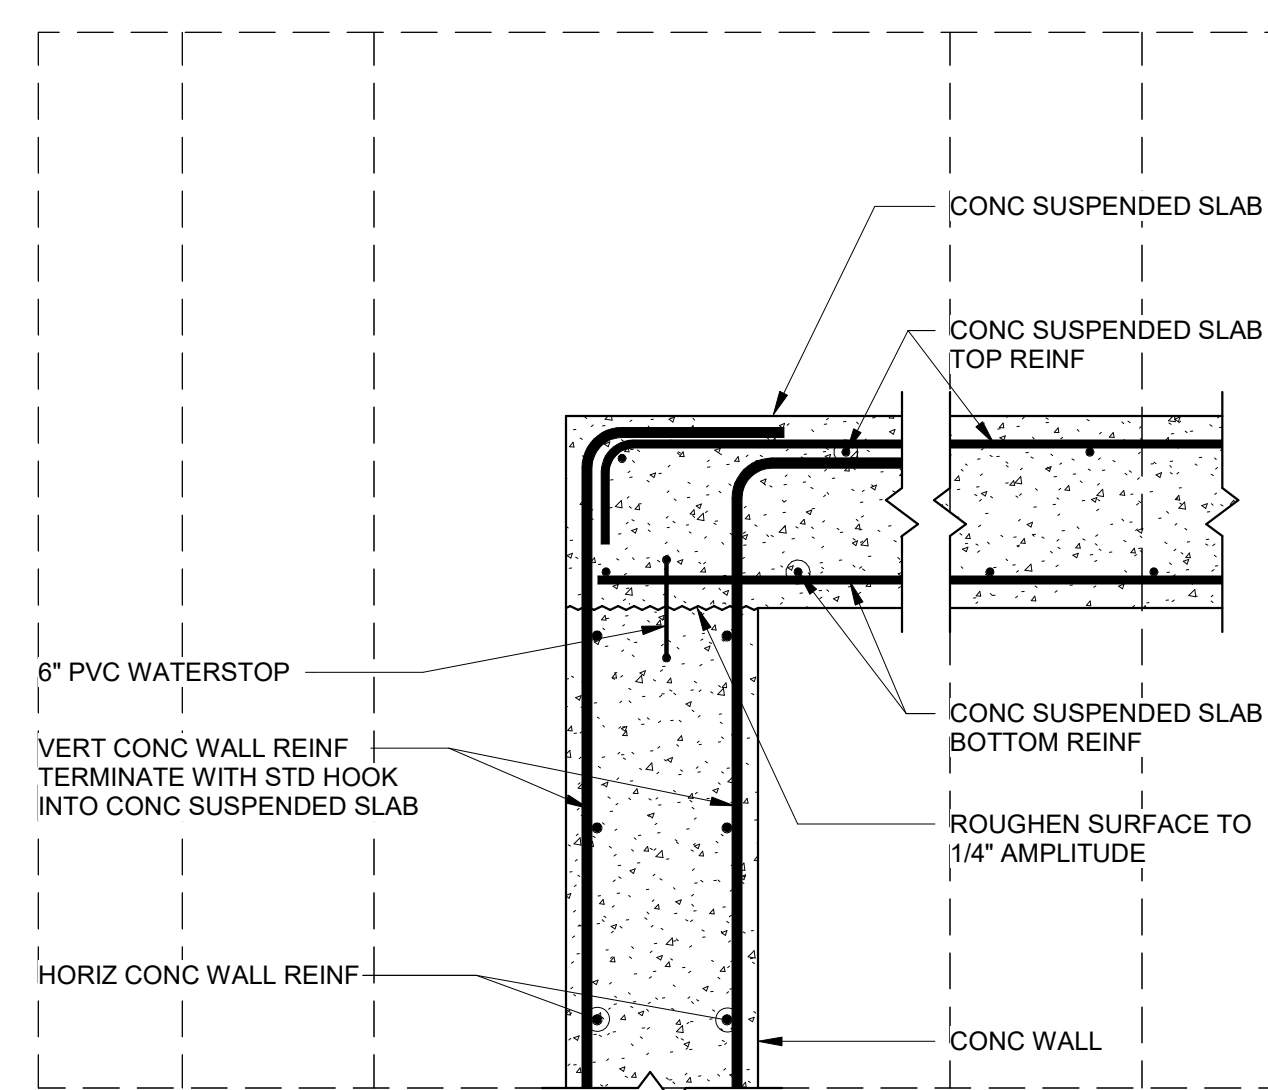 CONC SUSPENDED SLAB
CONC SUSPENDED SLAB
TOP REINF
6" PVC WATERSTOP
VERT CONC WALL REINF
TERMINATE WITH STD HOOK
INTO CONC SUSPENDED SLAB
CONC SUSPENDED SLAB
BOTTOM REINF
ROUGHEN SURFACE TO
1/4" AMPLITUDE
HORIZ CONC WALL REINF
CONC WALL